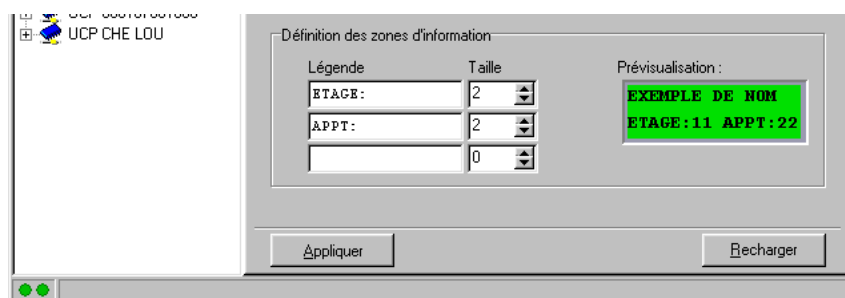 UCP CHE LOU
Définition des zones d'information
Légende Taille Prévisualisation :
ETAGE: 2
APPT: 2
0
EXEMPLE DE NOM
ETAGE:11 APPT:22
Appliquer Recharger